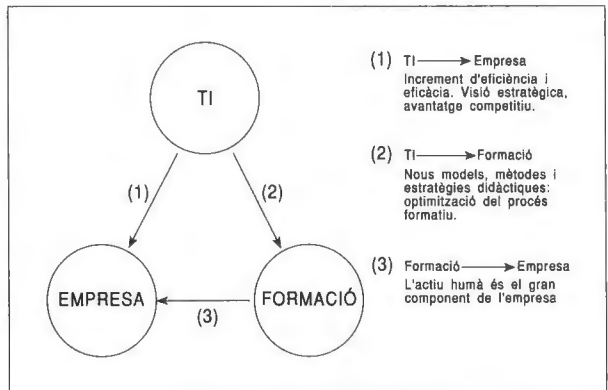 TI
(1)
(2)
EMPRESA
FORMACIÓ
(3)
(1) TI → Empresa
Increment d'eficiència i
eficàcia. Visió estratègica,
avantatge competitiu.
(2) TI → Formació
Nous models, mètodes i
estratègies didàctiques:
optimització del procés
formatiu.
(3) Formació → Empresa
L'actiu humà és el gran
component de l'empresa